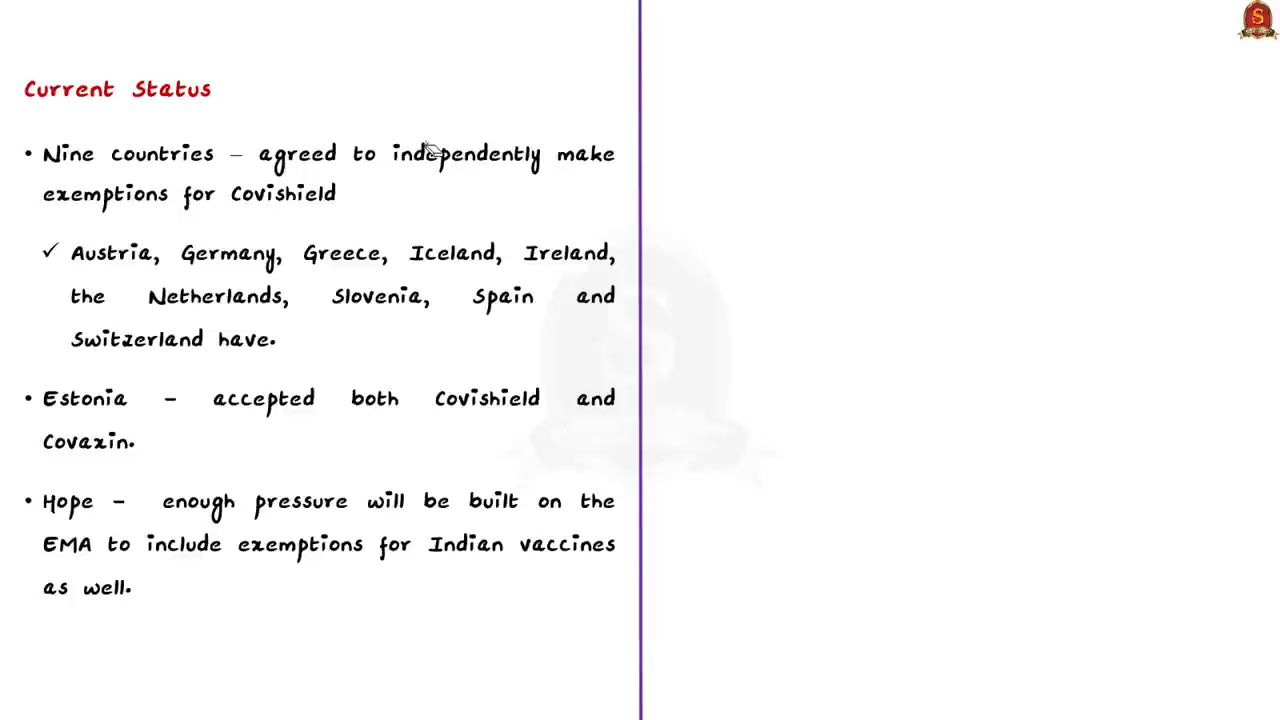 Current Status
• Nine countries – agreed to independently make
exemptions for Covishield
✓ Austria, Germany, Greece, Iceland, Ireland,
the Netherlands, Slovenia, Spain and
Switzerland have.
• Estonia – accepted both Covishield and
Covaxin.
• Hope – enough pressure will be built on the
EMA to include exemptions for Indian vaccines
as well.
S